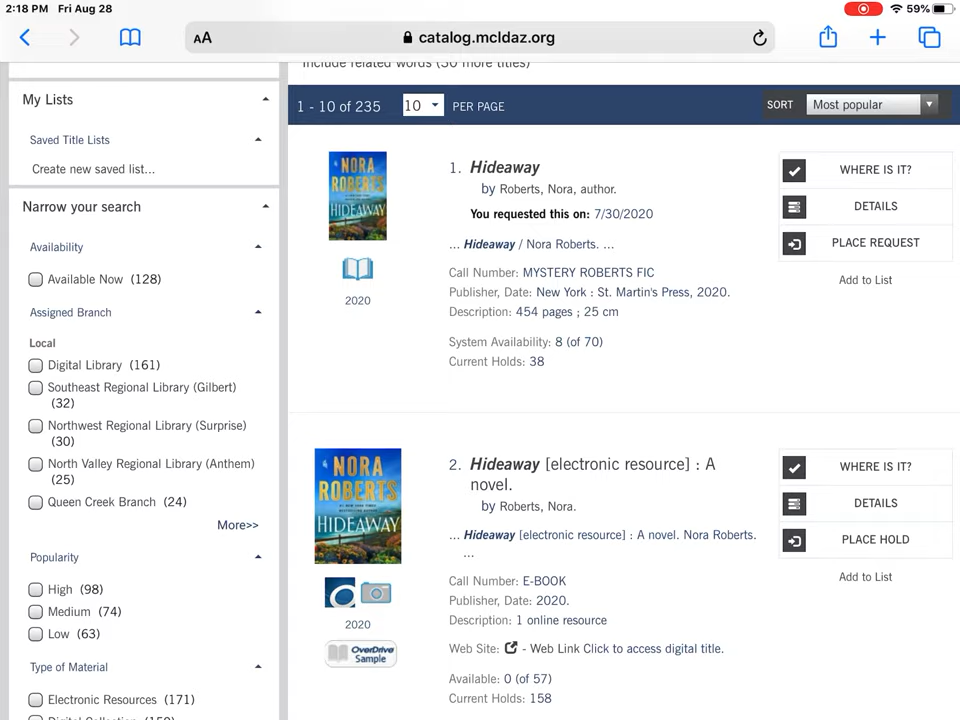 2:18 PM Fri Aug 28
59%
AA
catalog.mcldaz.org
My Lists
Saved Title Lists
Create new saved list...
Narrow your search
Availability
Available Now (128)
Assigned Branch
Local
Digital Library (161)
Southeast Regional Library (Gilbert)
(32)
Northwest Regional Library (Surprise)
(30)
North Valley Regional Library (Anthem)
(25)
Queen Creek Branch (24)
More>>
Popularity
High (98)
Medium (74)
Low (63)
Type of Material
Electronic Resources (171)
Include related words (30 more titles)
1 - 10 of 235
10
PER PAGE
SORT
Most popular
NORA
ROBERTS
HIDEAWAY
2020
1. Hideaway
by Roberts, Nora, author.
You requested this on: 7/30/2020
... Hideaway / Nora Roberts. ...
Call Number: MYSTERY ROBERTS FIC
Publisher, Date: New York : St. Martin's Press, 2020.
Description: 454 pages ; 25 cm
System Availability: 8 (of 70)
Current Holds: 38
WHERE IS IT?
DETAILS
PLACE REQUEST
Add to List
NORA
ROBERTS
HIDEAWAY
2020
OverDrive
Sample
2. Hideaway [electronic resource] : A
novel.
by Roberts, Nora.
... Hideaway [electronic resource] : A novel. Nora Roberts.
...
Call Number: E-BOOK
Publisher, Date: 2020.
Description: 1 online resource
Web Site: - Web Link Click to access digital title.
Available: 0 (of 57)
Current Holds: 158
WHERE IS IT?
DETAILS
PLACE HOLD
Add to List